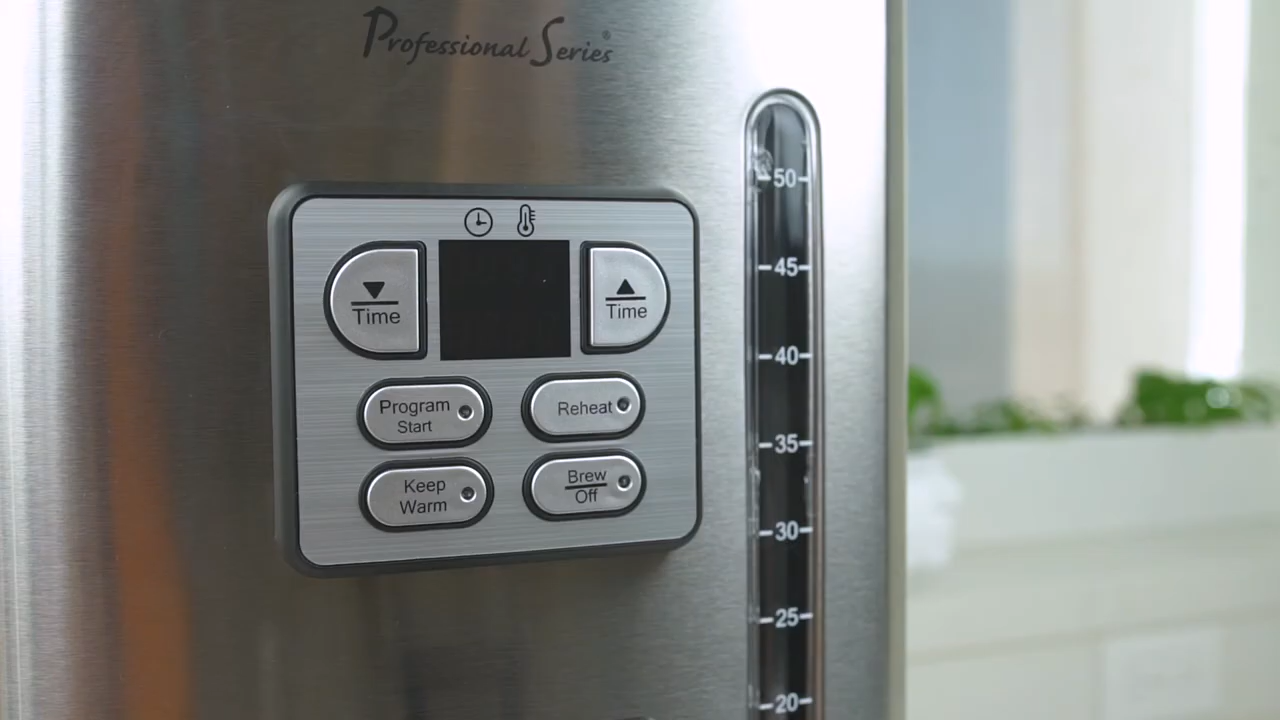 Professional Series®
Time
Time
Program
Start
Reheat
Keep
Warm
Brew
Off
50
45
40
35
30
25
20